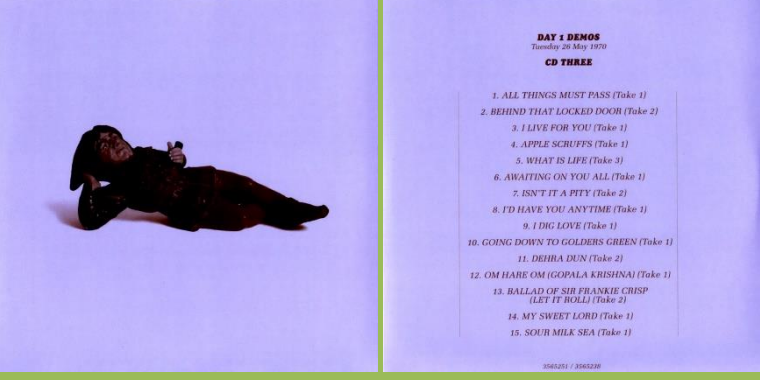 DAY 1 DEMOS
Tuesday 26 May 1970
CD THREE
1. ALL THINGS MUST PASS (Take 1)
2. BEHIND THAT LOCKED DOOR (Take 2)
3. I LIVE FOR YOU (Take 1)
4. APPLE SCRUFFS (Take 1)
5. WHAT IS LIFE (Take 3)
6. AWAITING ON YOU ALL (Take 1)
7. ISN'T IT A PITY (Take 2)
8. I'D HAVE YOU ANYTIME (Take 1)
9. I DIG LOVE (Take 1)
10. GOING DOWN TO GOLDERS GREEN (Take 1)
11. DEHRA DUN (Take 2)
12. OM HARE OM (GOPALA KRISHNA) (Take 1)
13. BALLAD OF SIR FRANKIE CRISP
(LET IT ROLL) (Take 2)
14. MY SWEET LORD (Take 1)
15. SOUR MILK SEA (Take 1)
3565251 / 3565238